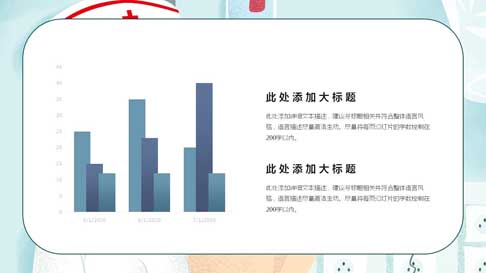 45
40
35
30
25
20
15
10
5
0
5/1/2020
6/1/2020
7/1/2020
此处添加大标题
此处添加详细文本描述，建议与标题相关并符合整体语言风
格，语言描述尽量简洁生动。尽量将每页幻灯片的字数控制在
200字以内。
此处添加大标题
此处添加详细文本描述，建议与标题相关并符合整体语言风
格，语言描述尽量简洁生动。尽量将每页幻灯片的字数控制在
200字以内。